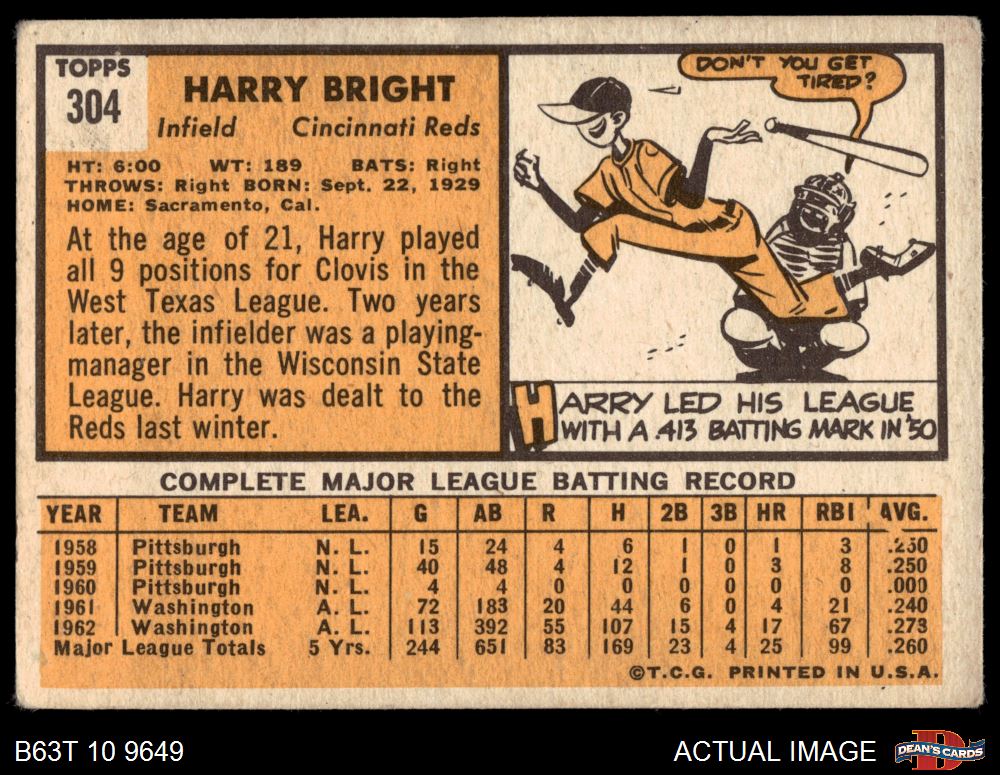 TOPPS
304
HARRY BRIGHT
Infield Cincinnati Reds
HT: 6:00 WT: 189 BATS: Right
THROWS: Right BORN: Sept. 22, 1929
HOME: Sacramento, Cal.
At the age of 21, Harry played
all 9 positions for Clovis in the
West Texas League. Two years
later, the infielder was a playing-
manager in the Wisconsin State
League. Harry was dealt to the
Reds last winter.
DON'T YOU GET
TIRED?
HARRY LED HIS LEAGUE
WITH A .413 BATTING MARK IN '50
COMPLETE MAJOR LEAGUE BATTING RECORD
YEAR TEAM LEA. G AB R H 2B 3B HR RBI AVG.
1958 Pittsburgh N. L. 15 24 4 6 1 0 1 3 .250
1959 Pittsburgh N. L. 40 48 4 12 1 0 3 8 .250
1960 Pittsburgh N. L. 4 4 0 0 0 0 0 0 .000
1961 Washington A. L. 72 183 20 44 6 0 4 21 .240
1962 Washington A. L. 113 392 55 107 15 4 17 67 .273
Major League Totals 5 Yrs. 244 651 83 169 23 4 25 99 .260
©T.C.G. PRINTED IN U.S.A.
B63T 10 9649
ACTUAL IMAGE
DEAN'S CARDS